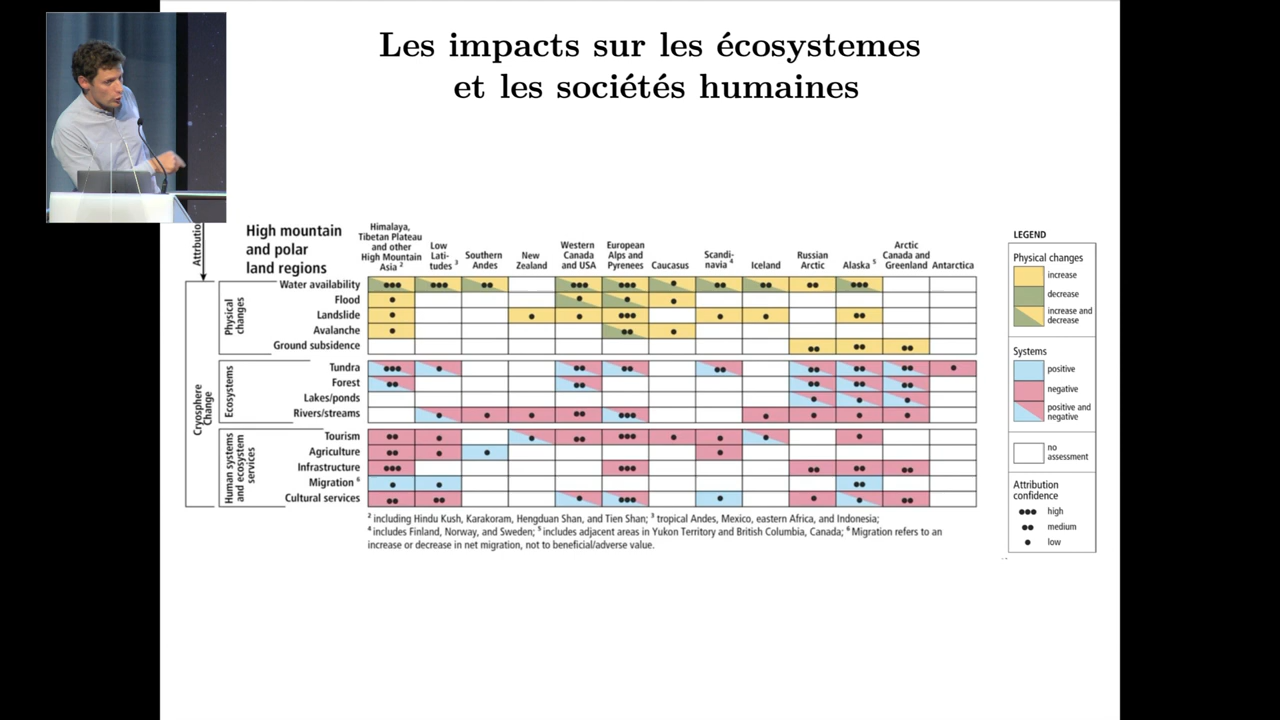 Les impacts sur les écosystemes
et les sociétés humaines
High mountain
and polar
land regions
Himalaya,
Tibetan Plateau
and other
High Mountain
Asia 2
Low
Lati-
tudes 3
Southern
Andes
New
Zealand
Western
Canada
and USA
European
Alps and
Pyrenees
Caucasus
Scandi-
navia 4
Iceland
Russian
Arctic
Alaska 5
Arctic
Canada and
Greenland
Antarctica
Cryosphere
Change
Physical
changes
Water availability
Flood
Landslide
Avalanche
Ground subsidence
Ecosystems
Tundra
Forest
Lakes/ponds
Rivers/streams
Human systems
and ecosystem
services
Tourism
Agriculture
Infrastructure
Migration 6
Cultural services
2 including Hindu Kush, Karakoram, Hengduan Shan, and Tien Shan; 3 tropical Andes, Mexico, eastern Africa, and Indonesia;
4 includes Finland, Norway, and Sweden; 5 includes adjacent areas in Yukon Territory and British Columbia, Canada; 6 Migration refers to an
increase or decrease in net migration, not to beneficial/adverse value.
LEGEND
Physical changes
increase
decrease
increase and
decrease
Systems
positive
negative
positive and
negative
no
assessment
Attribution
confidence
high
medium
low